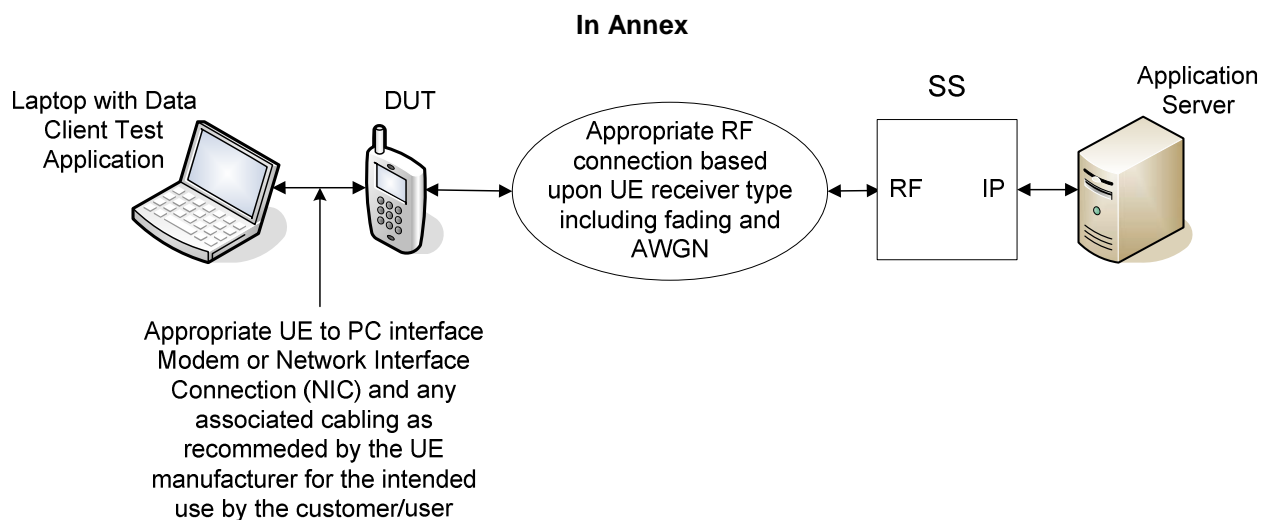 In Annex
Laptop with Data
Client Test
Application
DUT
Appropriate RF
connection based
upon UE receiver type
including fading and
AWGN
SS
RF
IP
Application
Server
Appropriate UE to PC interface
Modem or Network Interface
Connection (NIC) and any
associated cabling as
recommeded by the UE
manufacturer for the intended
use by the customer/user